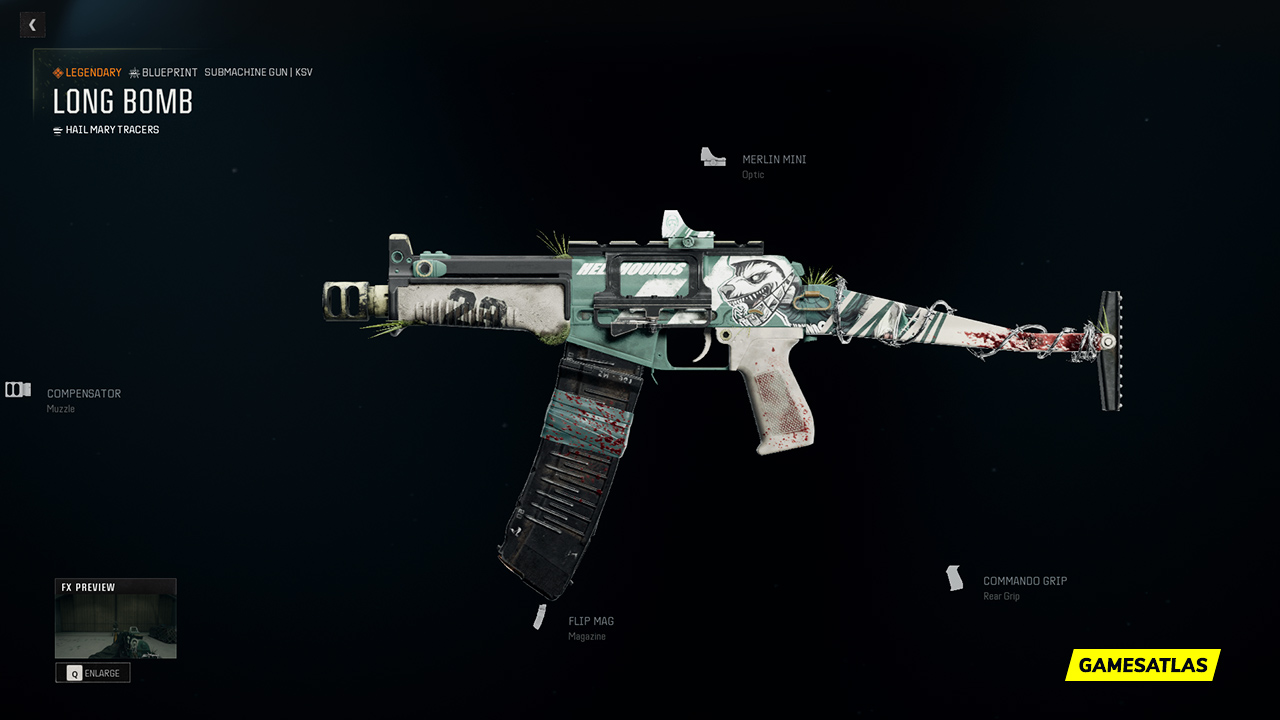 LEGENDARY BLUEPRINT SUBMACHINE GUN | KSV
LONG BOMB
HAIL MARY TRACERS
MERLIN MINI
Optic
COMPENSATOR
Muzzle
FX PREVIEW
Q ENLARGE
FLIP MAG
Magazine
COMMANDO GRIP
Rear Grip
GAMESATLAS